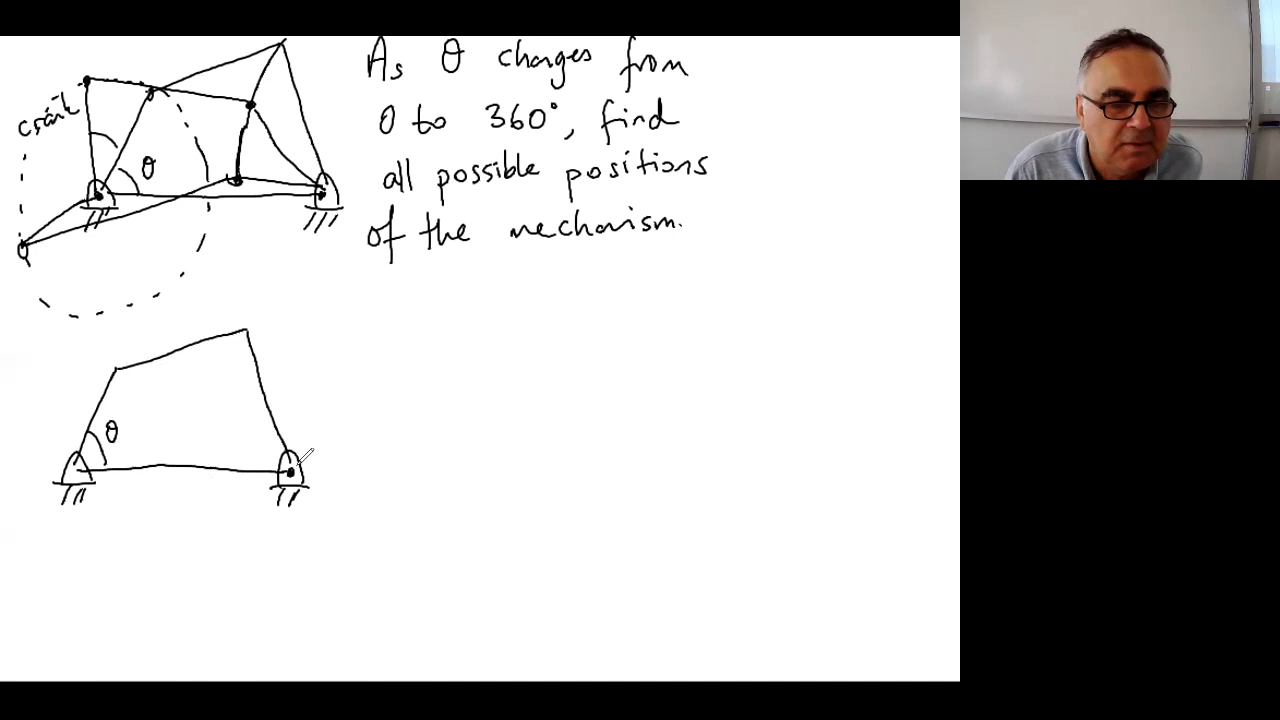 As θ changes from
0 to 360°, find
all possible positions
of the mechanism.
crank
θ
θ